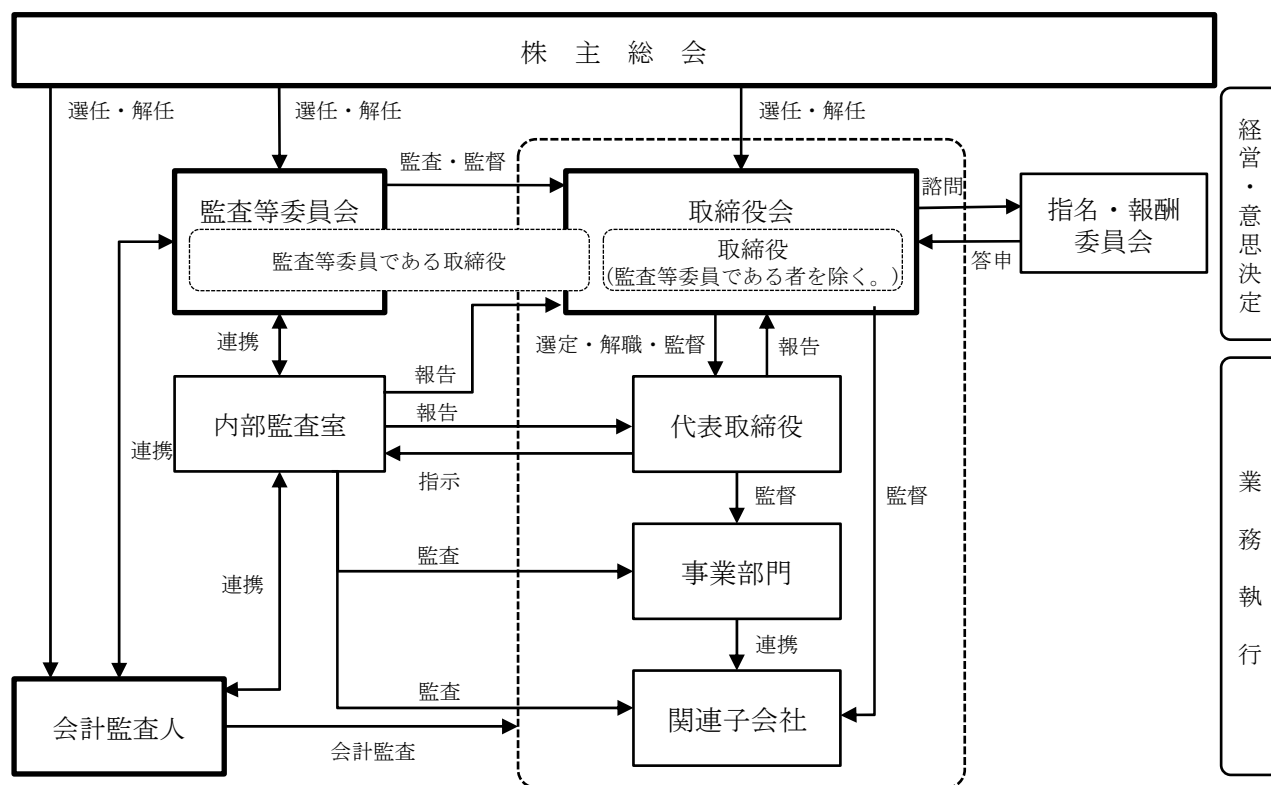 株主総会
選任・解任
選任・解任
選任・解任
監査・監督
監査等委員会
監査等委員である取締役
取締役会
取締役
(監査等委員である者を除く。)
諮問
答申
指名・報酬
委員会
経営・意思決定
連携
報告
選定・解職・監督
報告
内部監査室
報告
指示
代表取締役
連携
監督
監督
業務執行
監査
事業部門
連携
連携
監査
関連子会社
会計監査人
会計監査